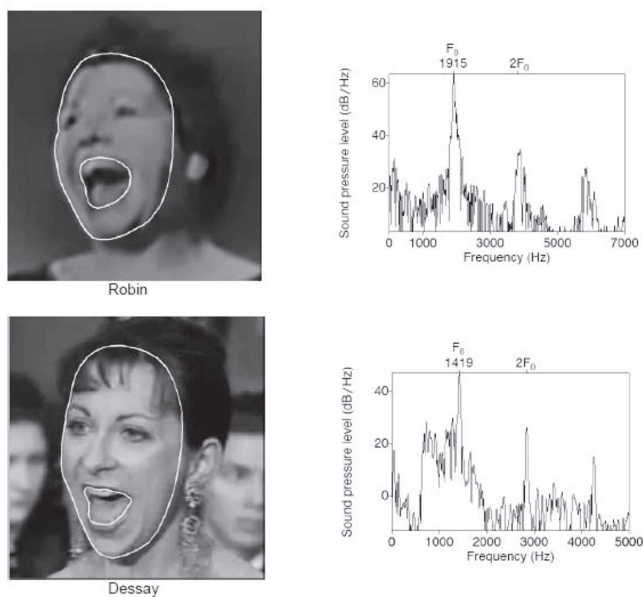 F₀
1915 2F₀
Sound pressure level (dB/Hz)
60
40
20
0 1000 3000 5000 7000
Frequency (Hz)
Robin
F₀
1419 2F₀
Sound pressure level (dB/Hz)
40
20
0
0 1000 2000 3000 4000 5000
Frequency (Hz)
Dessay